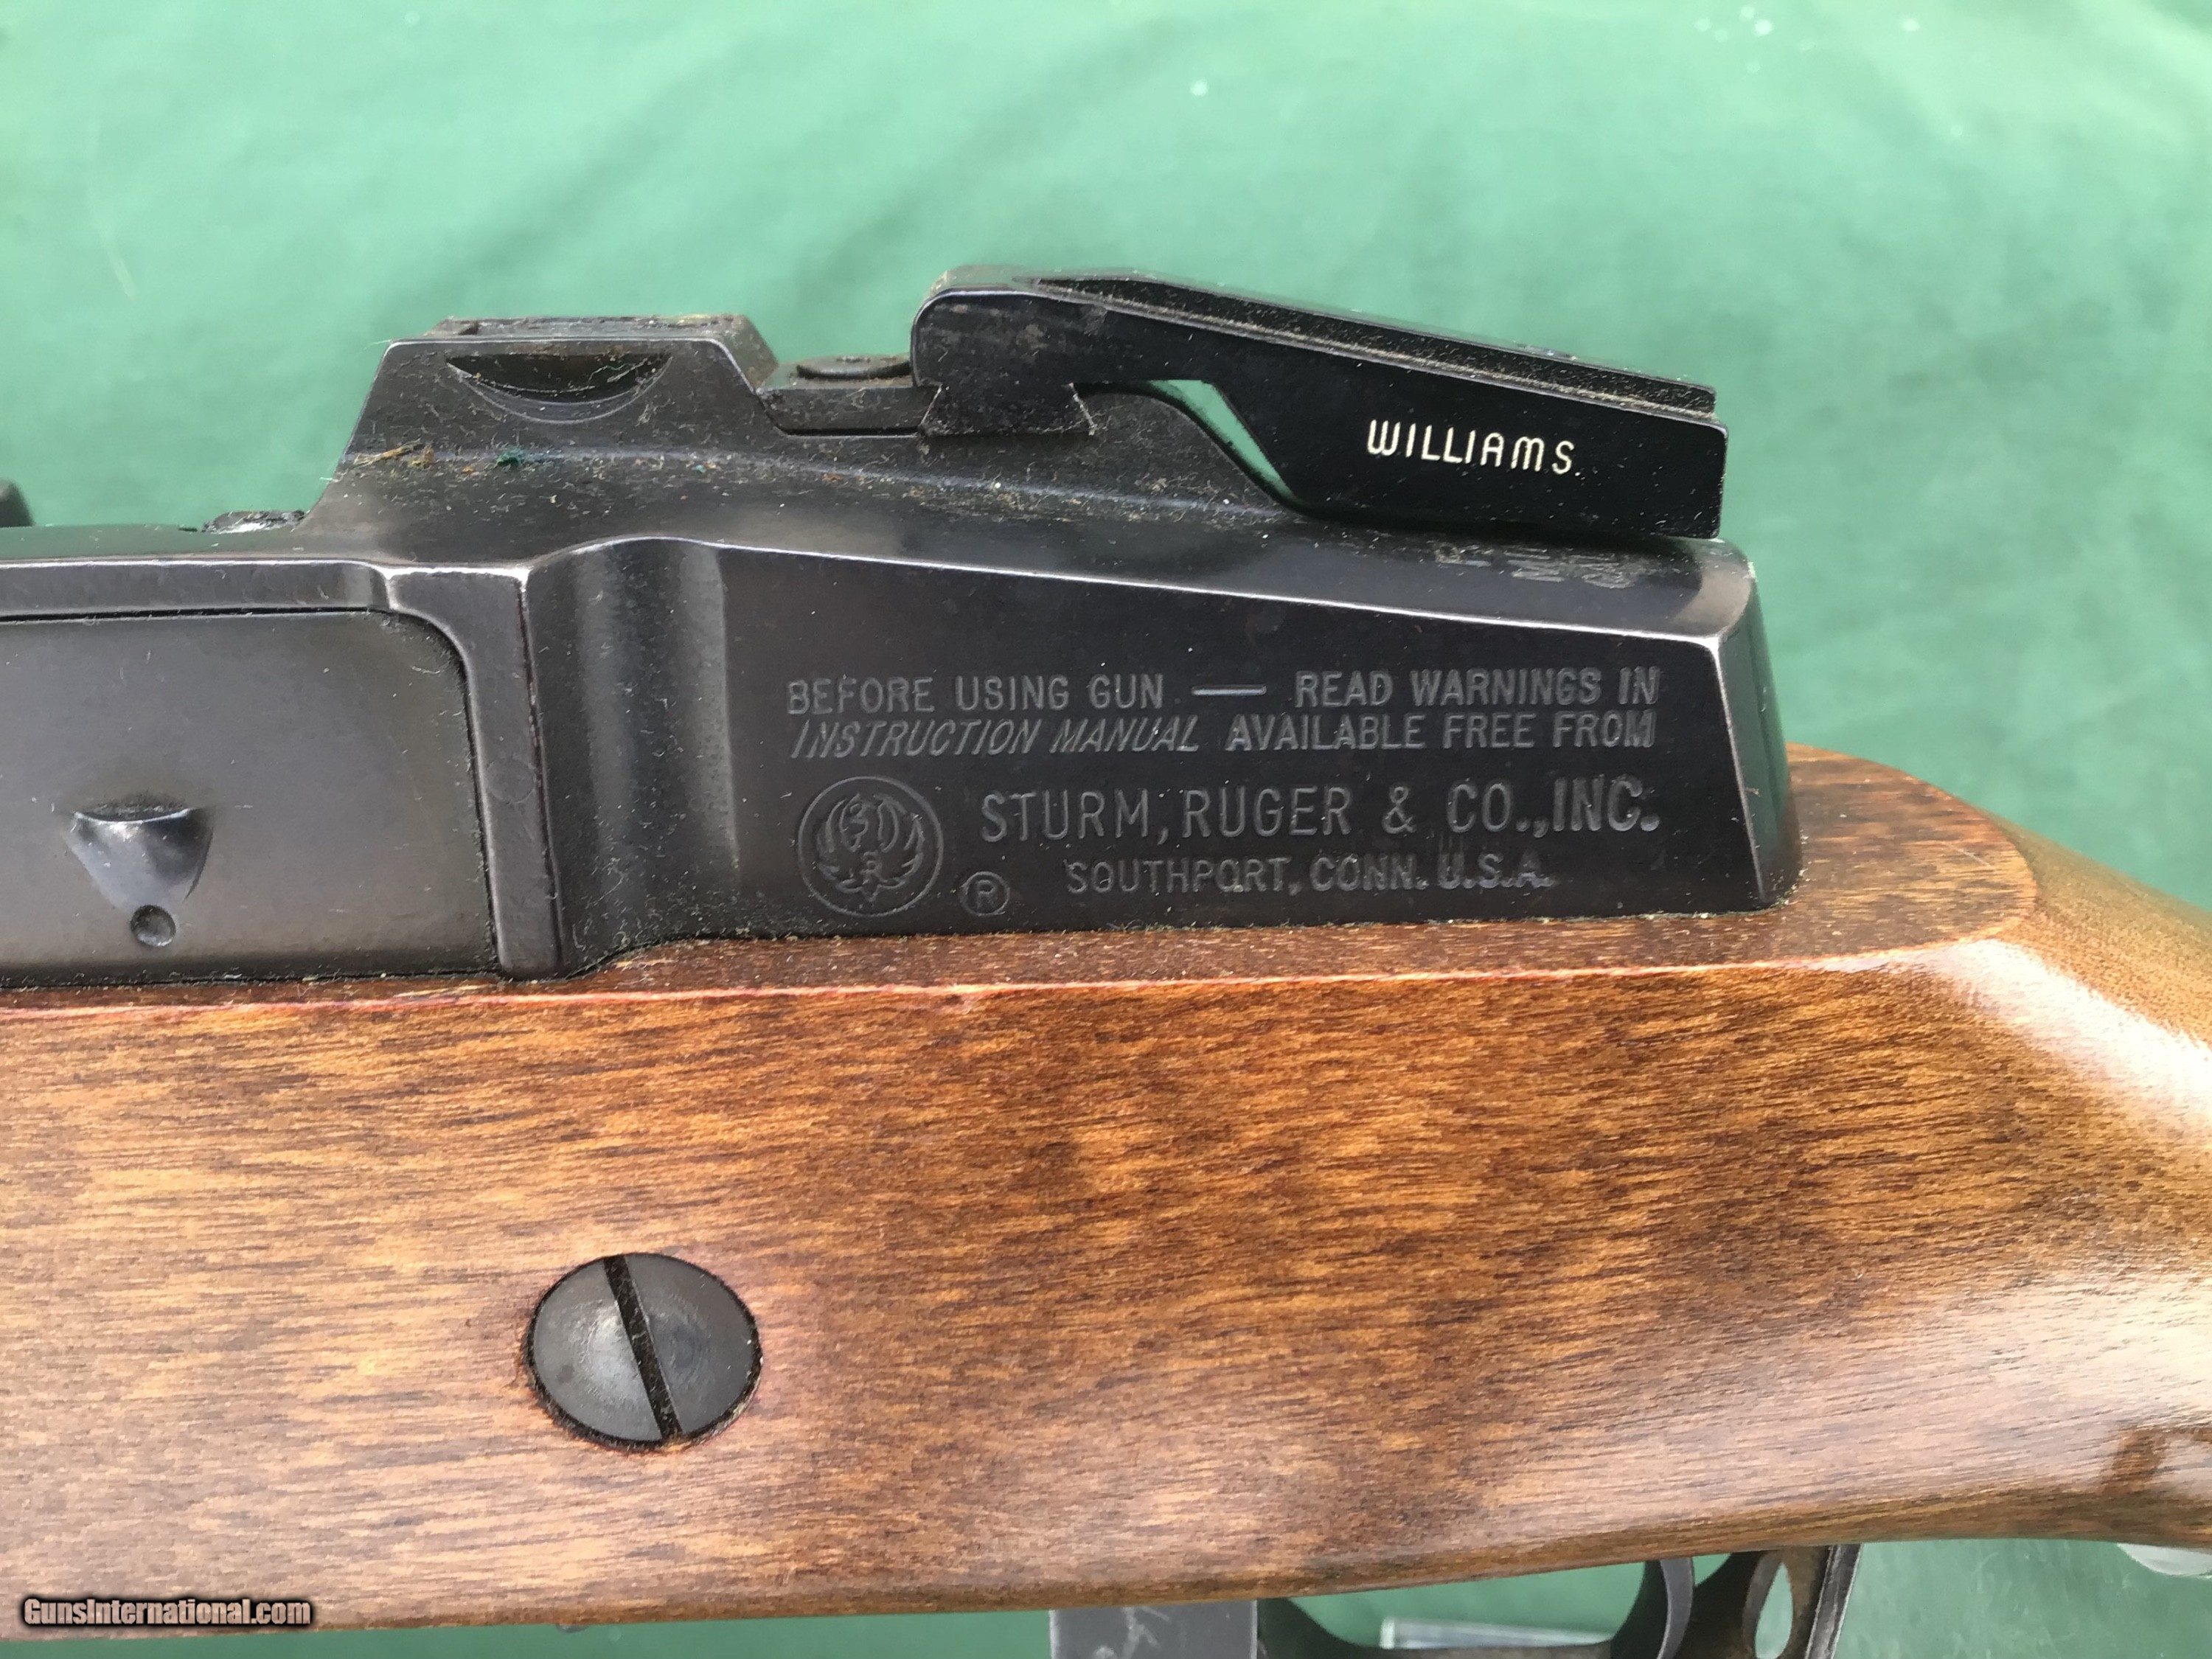 WILLIAMS
BEFORE USING GUN — READ WARNINGS IN
INSTRUCTION MANUAL AVAILABLE FREE FROM
STURM, RUGER & CO., INC.
® SOUTHPORT, CONN. U.S.A.
GunsInternational.com